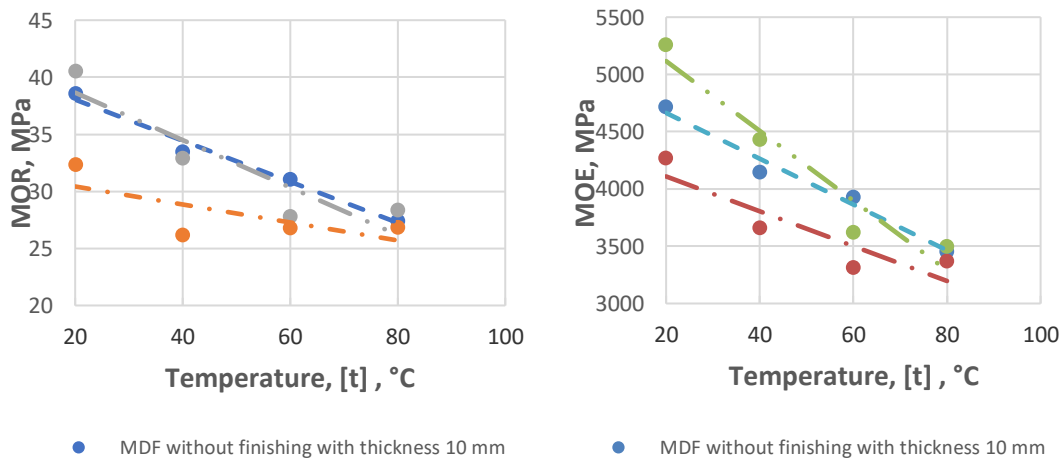 45
40
35
30
25
20
MOR, MPa
20 40 60 80 100
Temperature, [t] , °C
MDF without finishing with thickness 10 mm
5500
5000
4500
4000
3500
3000
MOE, MPa
20 40 60 80 100
Temperature, [t] , °C
MDF without finishing with thickness 10 mm